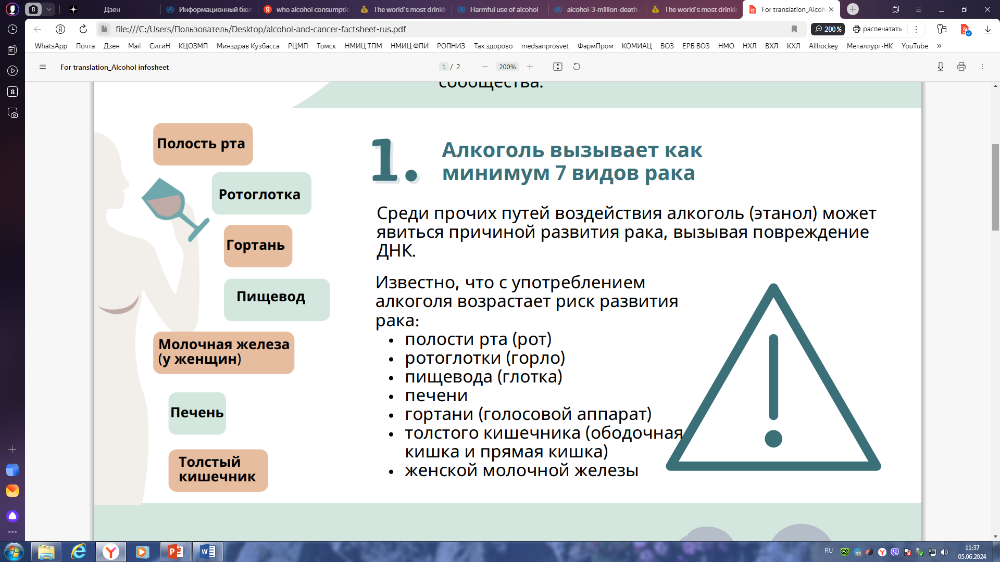 8
Дзен
Информационный бюл
who alcohol consumptio
The world's most drinkin
Harmful use of alcohol
alcohol-3-million-death-
The world's most drinkin
For translation_Alcoh
file:///C:/Users/Пользователь/Desktop/alcohol-and-cancer-factsheet-rus.pdf
200%
распечатать
WhatsApp Почта Дзен Mail СитиН КЦОЗМП Минздрав Кузбасса РЦМП Томск НМИЦ ТПМ НМИЦ ФПИ РОПНИЗ Так здорово medsanprosvet ФармПром КОМИАЦ ВОЗ ЕРБ ВОЗ НМО НХЛ ВХЛ КХЛ Allhockey Металлург-НК YouTube »
For translation_Alcohol infosheet
1 / 2
200%
8
сообщества.
Полость рта
Ротоглотка
Гортань
Пищевод
Молочная железа
(у женщин)
Печень
Толстый
кишечник
1.
Алкоголь вызывает как
минимум 7 видов рака
Среди прочих путей воздействия алкоголь (этанол) может
явиться причиной развития рака, вызывая повреждение
ДНК.
Известно, что с употреблением
алкоголя возрастает риск развития
рака:
• полости рта (рот)
• ротоглотки (горло)
• пищевода (глотка)
• печени
• гортани (голосовой аппарат)
• толстого кишечника (ободочная
кишка и прямая кишка)
• женской молочной железы
RU
33
11:37
05.06.2024